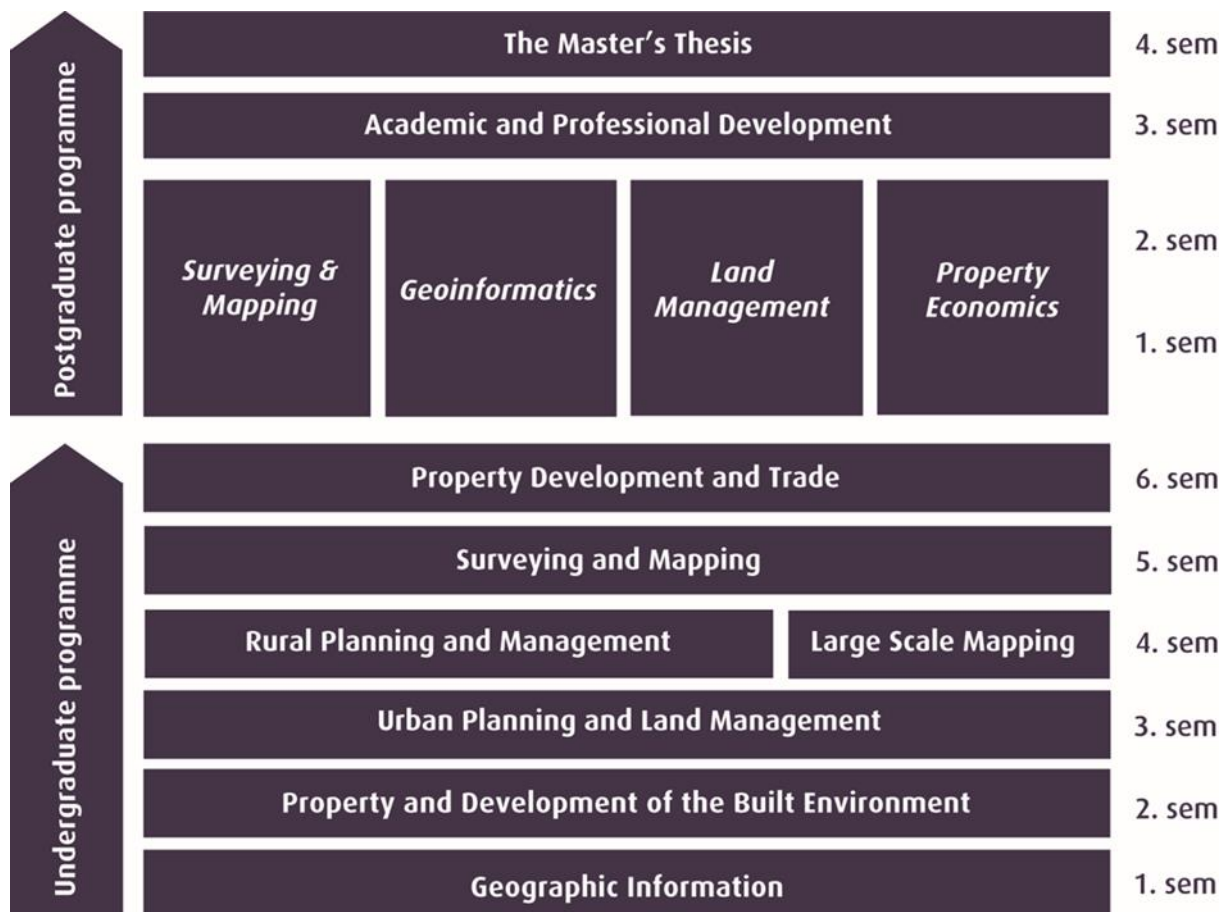 Postgraduate programme
The Master's Thesis
4. sem
Academic and Professional Development
3. sem
Surveying &
Mapping
Geoinformatics
Land
Management
Property
Economics
2. sem
1. sem
Undergraduate programme
Property Development and Trade
6. sem
Surveying and Mapping
5. sem
Rural Planning and Management
Large Scale Mapping
4. sem
Urban Planning and Land Management
3. sem
Property and Development of the Built Environment
2. sem
Geographic Information
1. sem